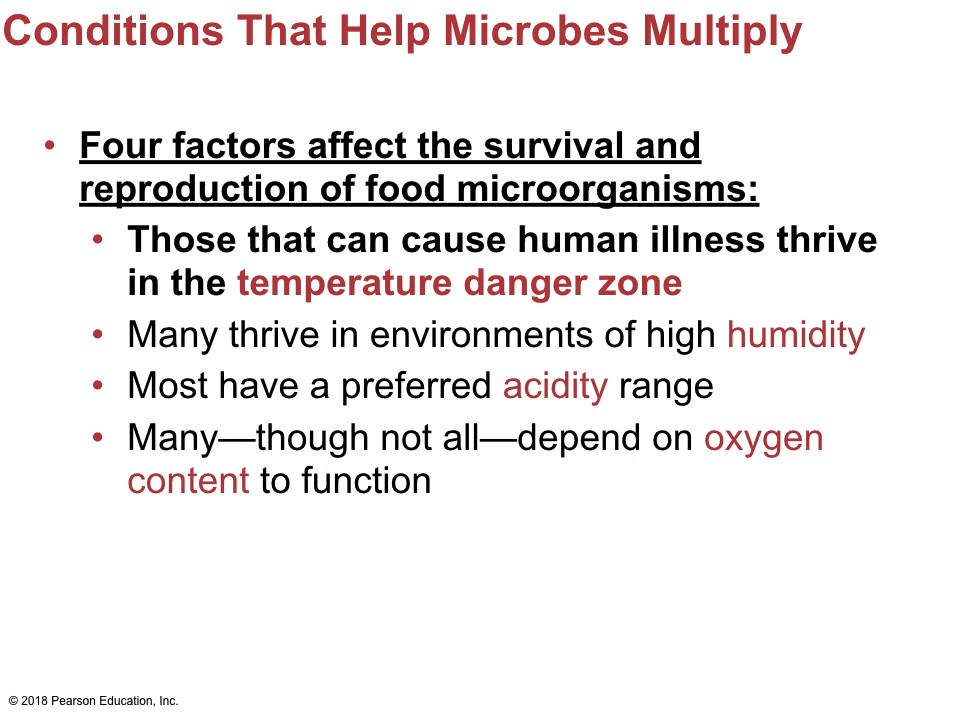 Conditions That Help Microbes Multiply
• Four factors affect the survival and
reproduction of food microorganisms:
• Those that can cause human illness thrive
in the temperature danger zone
• Many thrive in environments of high humidity
• Most have a preferred acidity range
• Many—though not all—depend on oxygen
content to function
© 2018 Pearson Education, Inc.